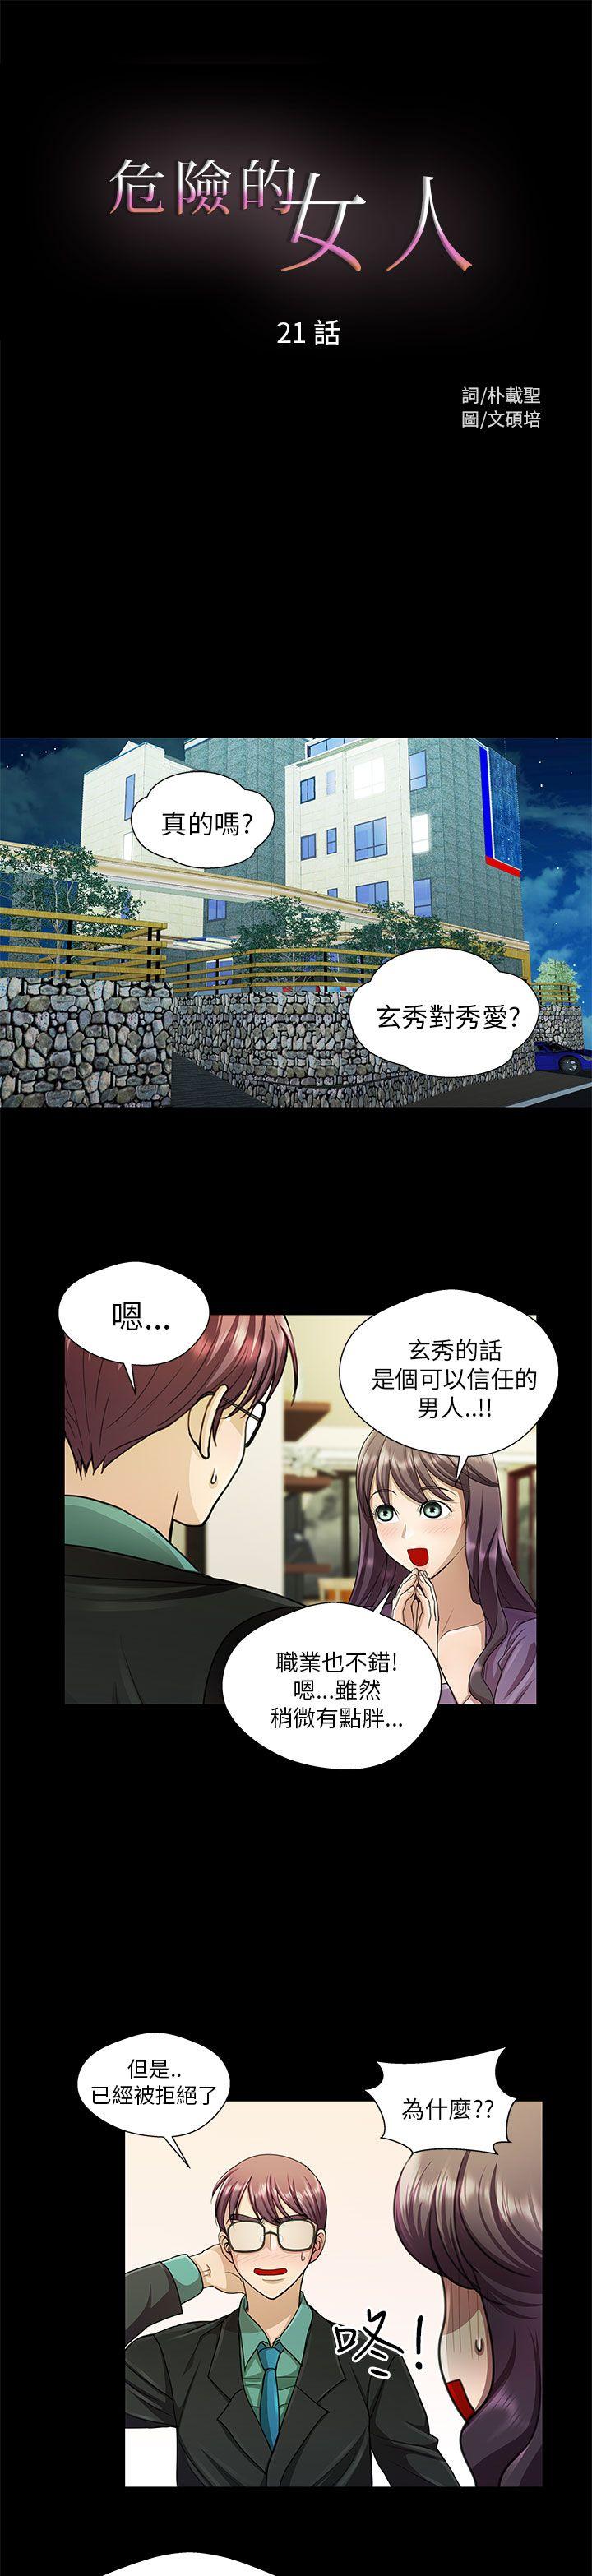 危險的女人
21 話
詞/朴載聖
圖/文碩培
真的嗎?
玄秀對秀愛?
嗯...
玄秀的話
是個可以信任的
男人..!!
職業也不錯!
嗯...雖然
稍微有點胖...
但是..
已經被拒絕了
為什麼??
咚!